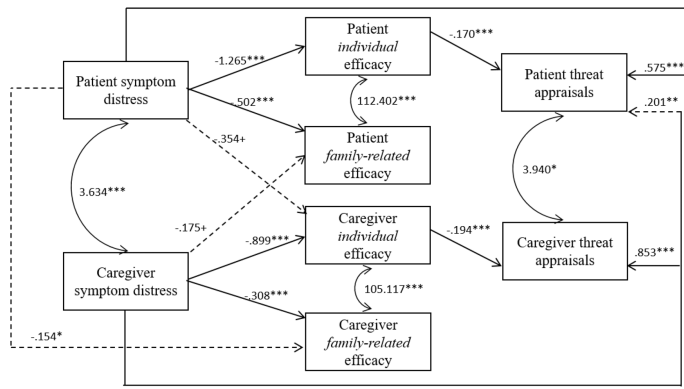 Patient
individual
efficacy
-.170***
-1.265***
Patient symptom
distress
Patient threat
appraisals
.575***
-.502***
112.402***
.201**
-.354+
Patient
family-related
efficacy
3.634***
3.940*
-.175+
Caregiver
individual
efficacy
-.194***
-.899***
Caregiver threat
appraisals
.853***
Caregiver
symptom distress
105.117***
-.308***
Caregiver
family-related
efficacy
-.154*